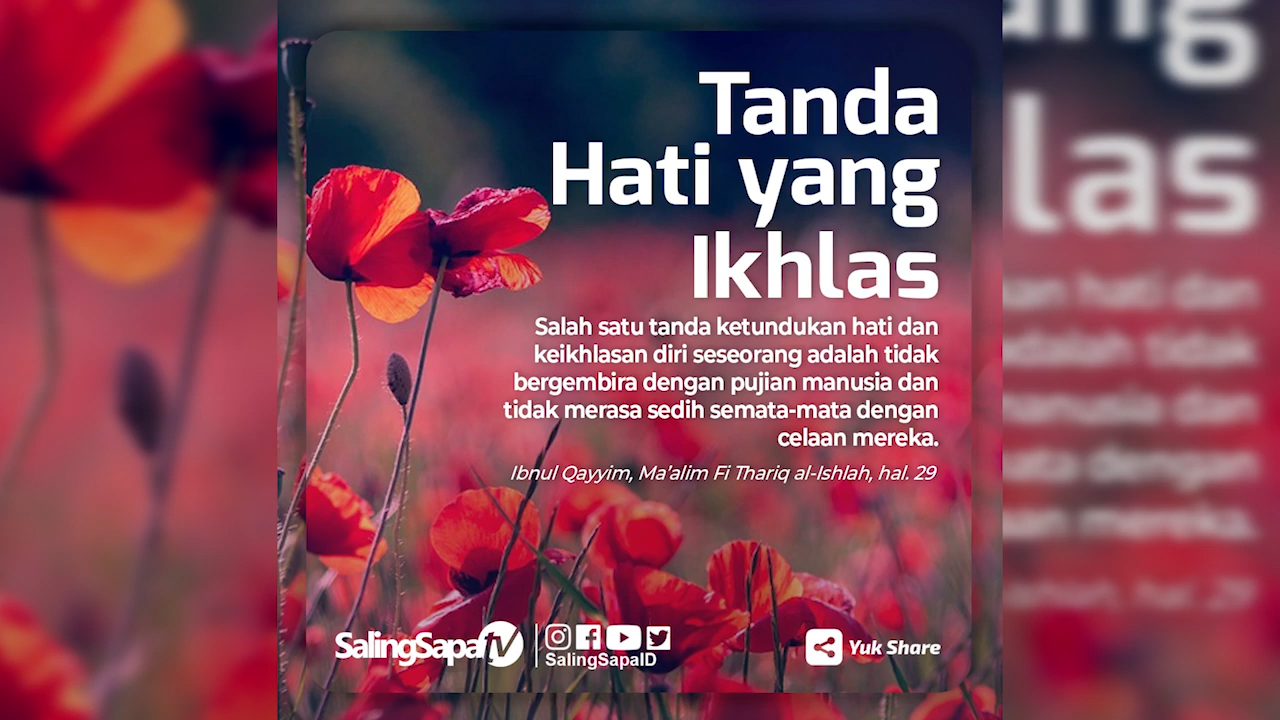 Tanda
Hati yang
Ikhlas
Salah satu tanda ketundukan hati dan
keikhlasan diri seseorang adalah tidak
bergembira dengan pujian manusia dan
tidak merasa sedih semata-mata dengan
celaan mereka.
Ibnul Qayyim, Ma'alim Fi Thariq al-Ishlah, hal. 29
SalingSapa tv
SalingSapaID
Yuk Share